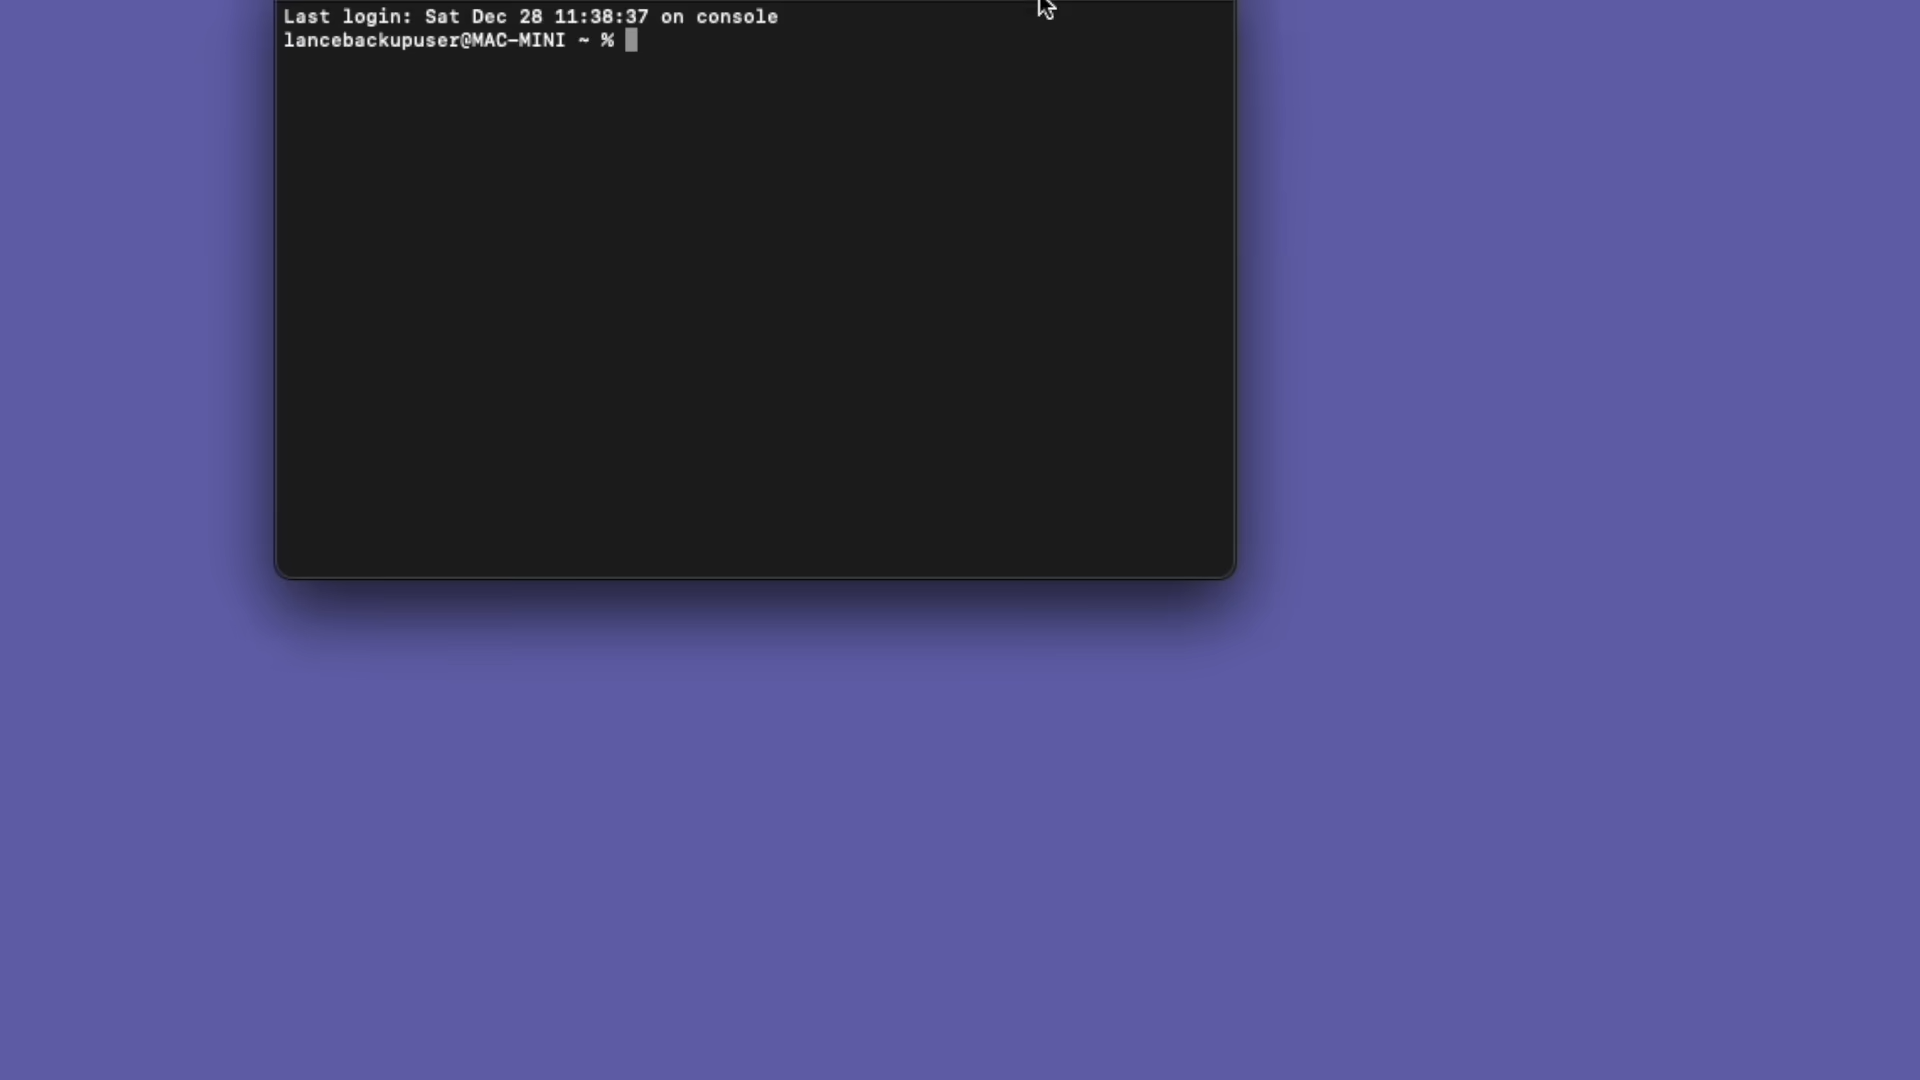 Last login: Sat Dec 28 11:38:37 on console
lancebackupuser@MAC-MINI ~ %